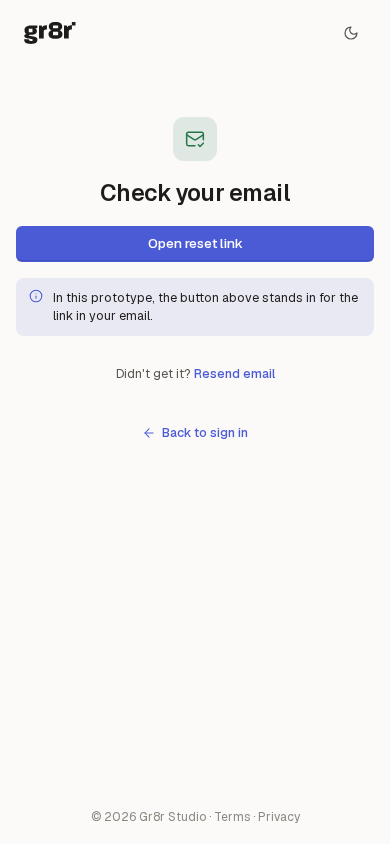 gr8r
Check your email
Open reset link
In this prototype, the button above stands in for the
link in your email.
Didn't get it? Resend email
Back to sign in
© 2026 Gr8r Studio · Terms · Privacy